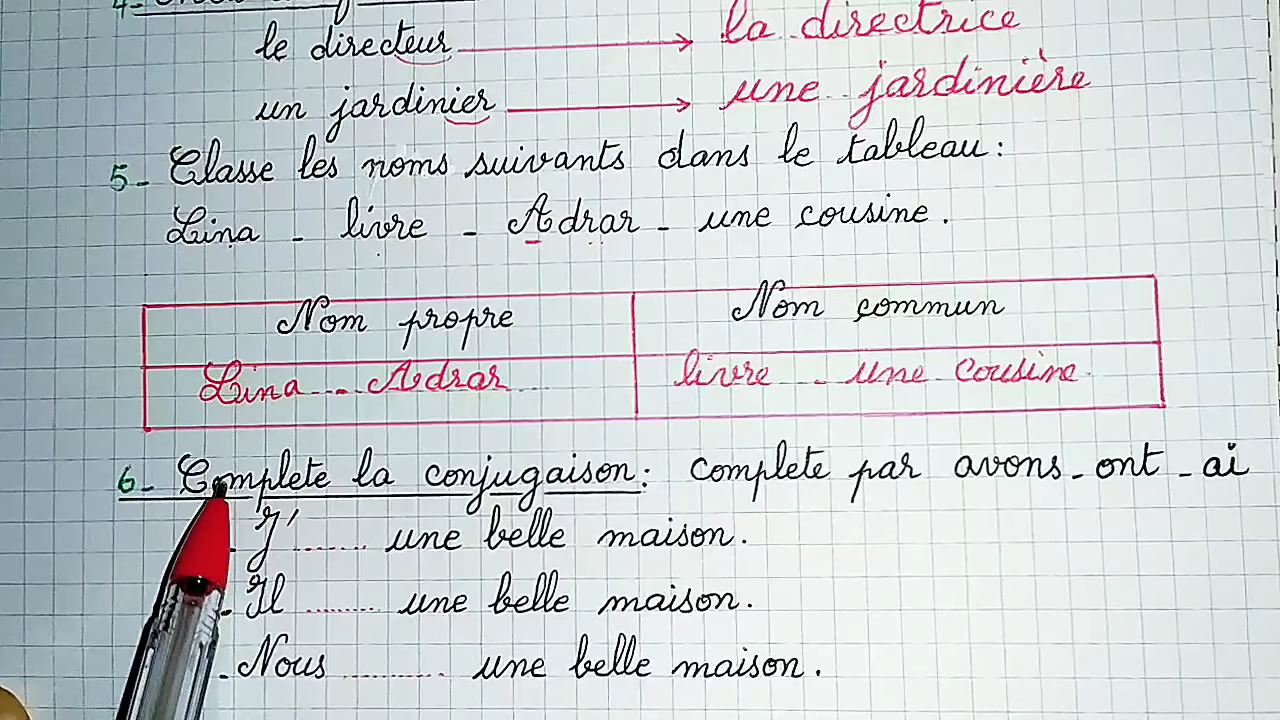 4-
le directeur → la directrice
un jardinier → une jardinière
5- Classe les noms suivants dans le tableau :
Lina - livre - Adrar - une cousine.
Nom propre Nom commun
Lina .... Adrar .... livre .. une cousine.
6- Complete la conjugaison : complete par avons - ont - ai
. J' ........ une belle maison.
. Il ......... une belle maison.
. Nous ........... une belle maison.